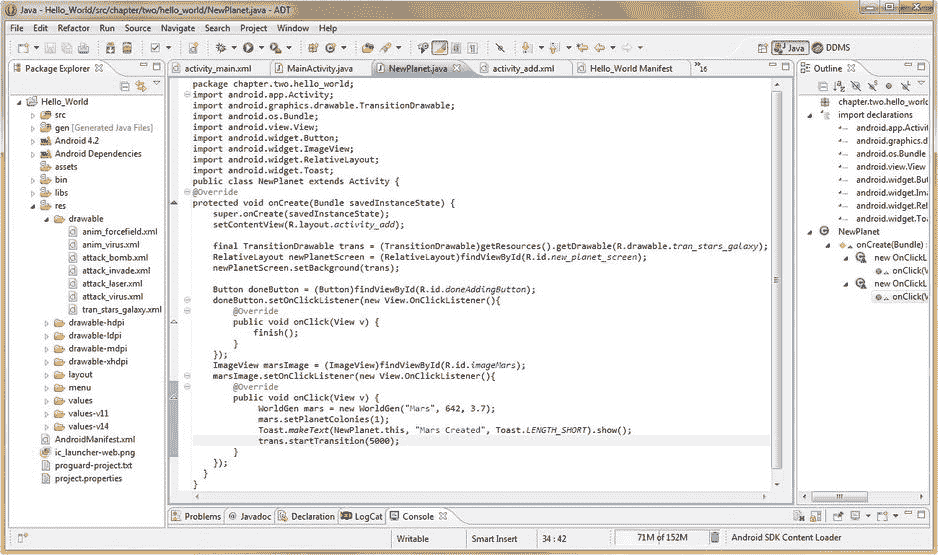 Java - Hello_World/src/chapter/two/hello_world/NewPlanet.java - ADT
File Edit Refactor Run Source Navigate Search Project Window Help
Java DDMS
Package Explorer
activity_main.xml MainActivity.java NewPlanet.java activity_add.xml Hello_World Manifest 16
Outline
Hello_World
src
gen [Generated Java Files]
Android 4.2
Android Dependencies
assets
bin
libs
res
drawable
anim_forcefield.xml
anim_virus.xml
attack_bomb.xml
attack_invade.xml
attack_laser.xml
attack_virus.xml
tran_stars_galaxy.xml
drawable-hdpi
drawable-ldpi
drawable-mdpi
drawable-xhdpi
layout
menu
values
values-v11
values-v14
AndroidManifest.xml
ic_launcher-web.png
proguard-project.txt
project.properties
package chapter.two.hello_world;
import android.app.Activity;
import android.graphics.drawable.TransitionDrawable;
import android.os.Bundle;
import android.view.View;
import android.widget.Button;
import android.widget.ImageView;
import android.widget.RelativeLayout;
import android.widget.Toast;
public class NewPlanet extends Activity {
@Override
protected void onCreate(Bundle savedInstanceState) {
super.onCreate(savedInstanceState);
setContentView(R.layout.activity_add);
final TransitionDrawable trans = (TransitionDrawable)getResources().getDrawable(R.drawable.tran_stars_galaxy);
RelativeLayout newPlanetScreen = (RelativeLayout)findViewById(R.id.new_planet_screen);
newPlanetScreen.setBackground(trans);
Button doneButton = (Button)findViewById(R.id.doneAddingButton);
doneButton.setOnClickListener(new View.OnClickListener(){
@Override
public void onClick(View v) {
finish();
}
});
ImageView marsImage = (ImageView)findViewById(R.id.imageMars);
marsImage.setOnClickListener(new View.OnClickListener(){
@Override
public void onClick(View v) {
WorldGen mars = new WorldGen("Mars", 642, 3.7);
mars.setPlanetColonies(1);
Toast.makeText(NewPlanet.this, "Mars Created", Toast.LENGTH_SHORT).show();
trans.startTransition(5000);
}
});
}
}
chapter.two.hello_world
import declarations
android.app.Activi
android.graphics.d
android.os.Bundle
android.view.View
android.widget.But
android.widget.Ima
android.widget.Rel
android.widget.To
NewPlanet
onCreate(Bundle) :
new OnClickL
onClick(V
new OnClickL
onClick(V
Problems Javadoc Declaration LogCat Console
Writable Smart Insert 34 : 42 71M of 152M Android SDK Content Loader